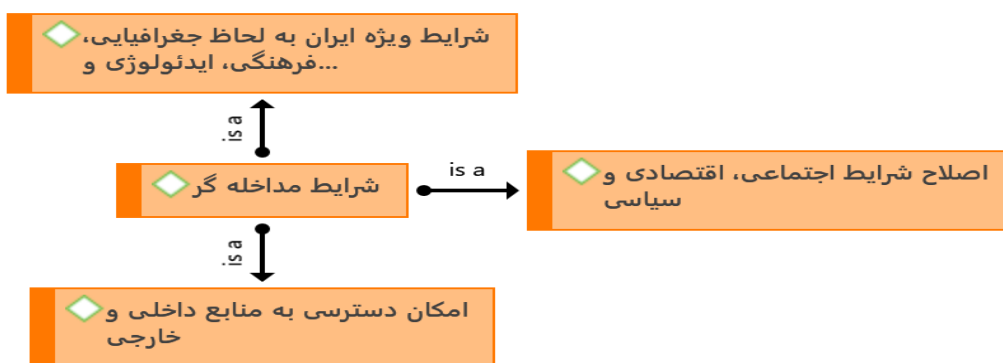 شرایط ویژه ایران به لحاظ جغرافیایی،
فرهنگی، ایدئولوژی و...
is a
شرایط مداخله گر
is a
اصلاح شرایط اجتماعی، اقتصادی و
سیاسی
is a
امکان دسترسی به منابع داخلی و
خارجی